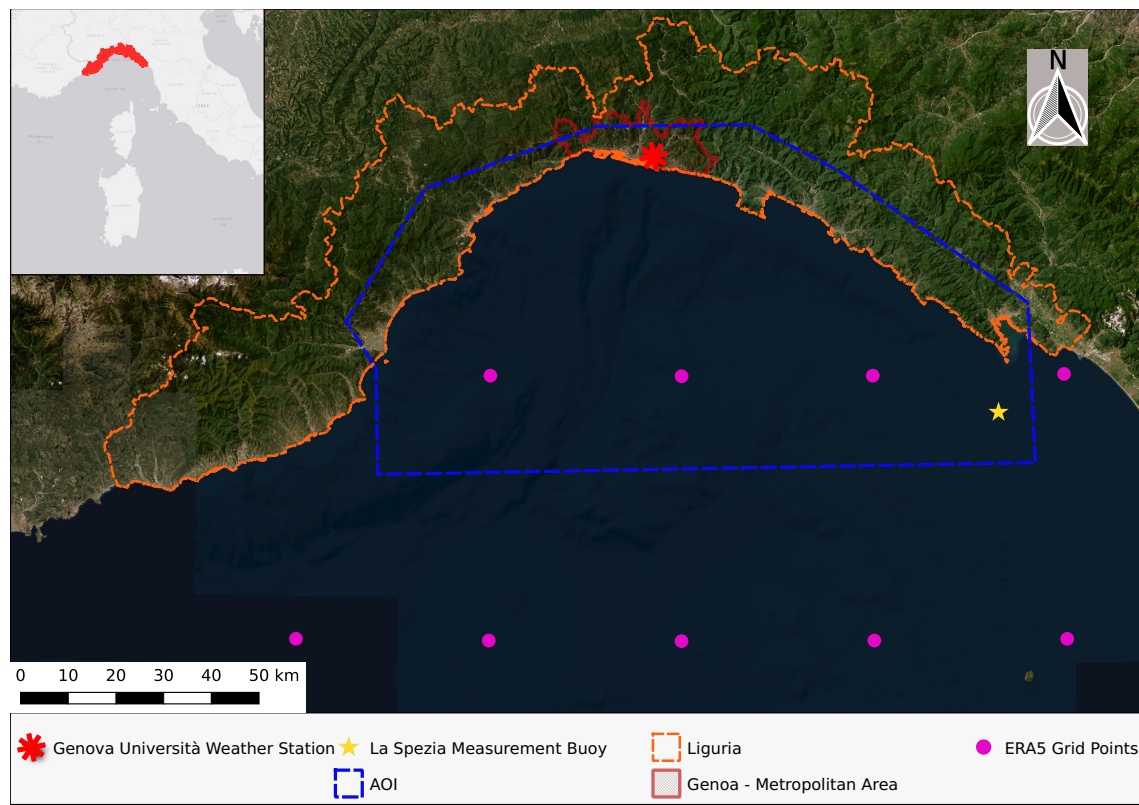 N
0 10 20 30 40 50 km
Genova Università Weather Station
La Spezia Measurement Buoy
Liguria
ERA5 Grid Points
AOI
Genoa - Metropolitan Area